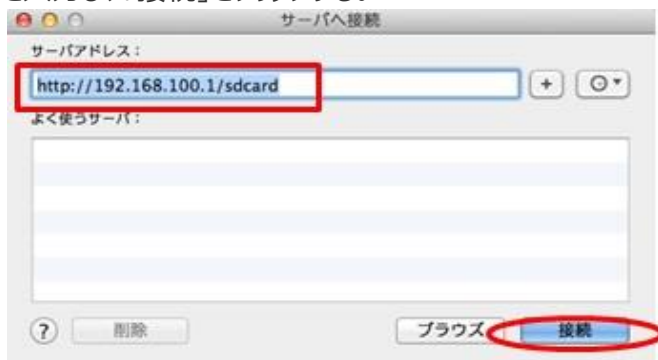 サーバへ接続
サーバアドレス：
http://192.168.100.1/sdcard
+
よく使うサーバ：
? 削除 ブラウズ 接続